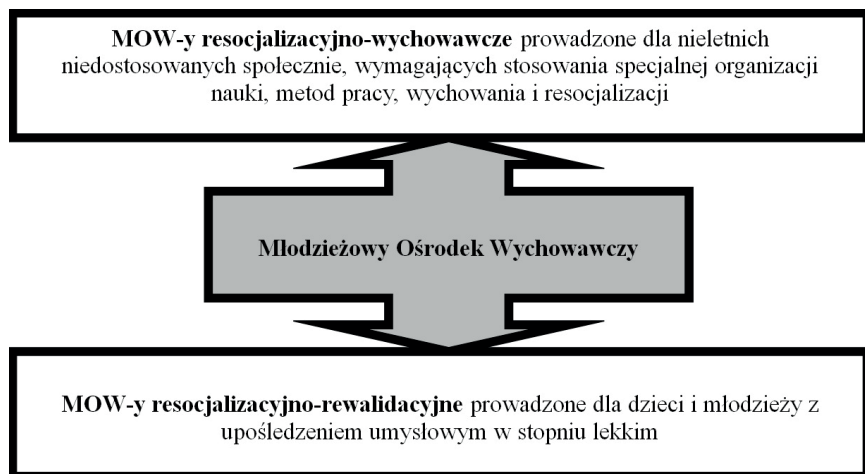 MOW-y resocjalizacyjno-wychowawcze prowadzone dla nieletnich
niedostosowanych społecznie, wymagających stosowania specjalnej organizacji
nauki, metod pracy, wychowania i resocjalizacji
Młodzieżowy Ośrodek Wychowawczy
MOW-y resocjalizacyjno-rewalidacyjne prowadzone dla dzieci i młodzieży z
upośledzeniem umysłowym w stopniu lekkim